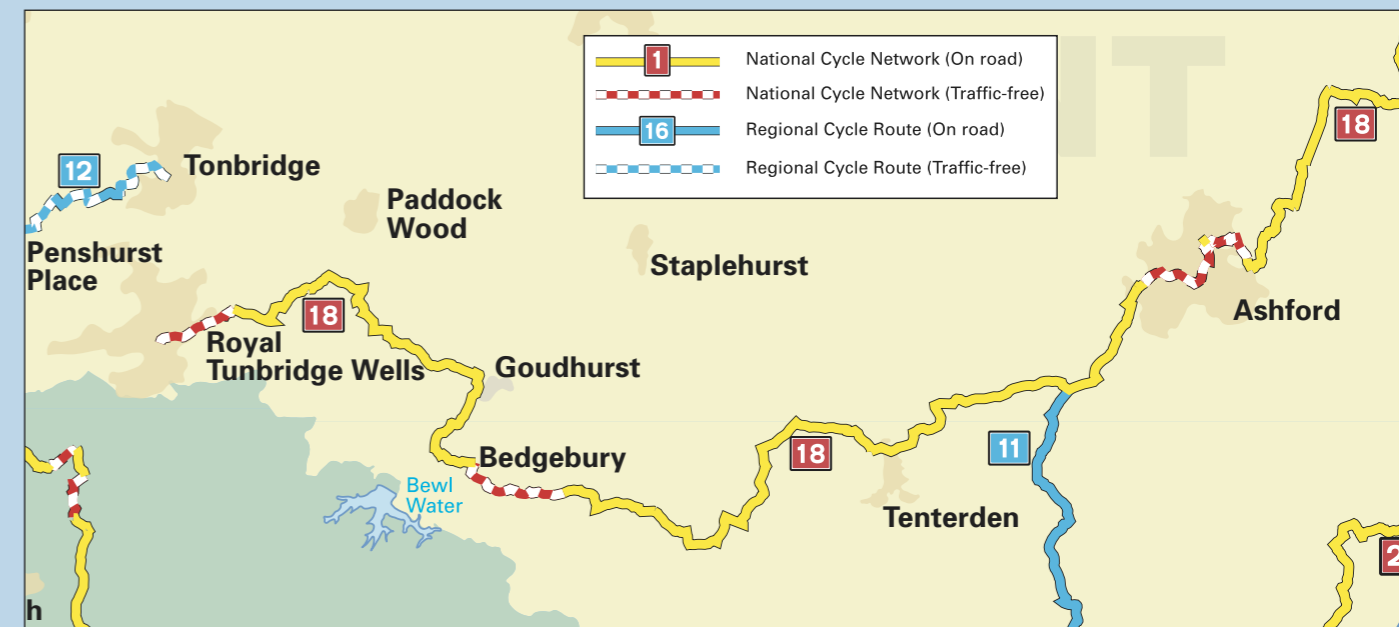 1 National Cycle Network (On road)
National Cycle Network (Traffic-free)
16 Regional Cycle Route (On road)
Regional Cycle Route (Traffic-free)
18
12
Tonbridge
Paddock
Wood
Penshurst
Place
Staplehurst
Ashford
18
Royal
Tunbridge Wells
Goudhurst
Bedgebury
18
11
Bewl
Water
Tenterden
2
h
T